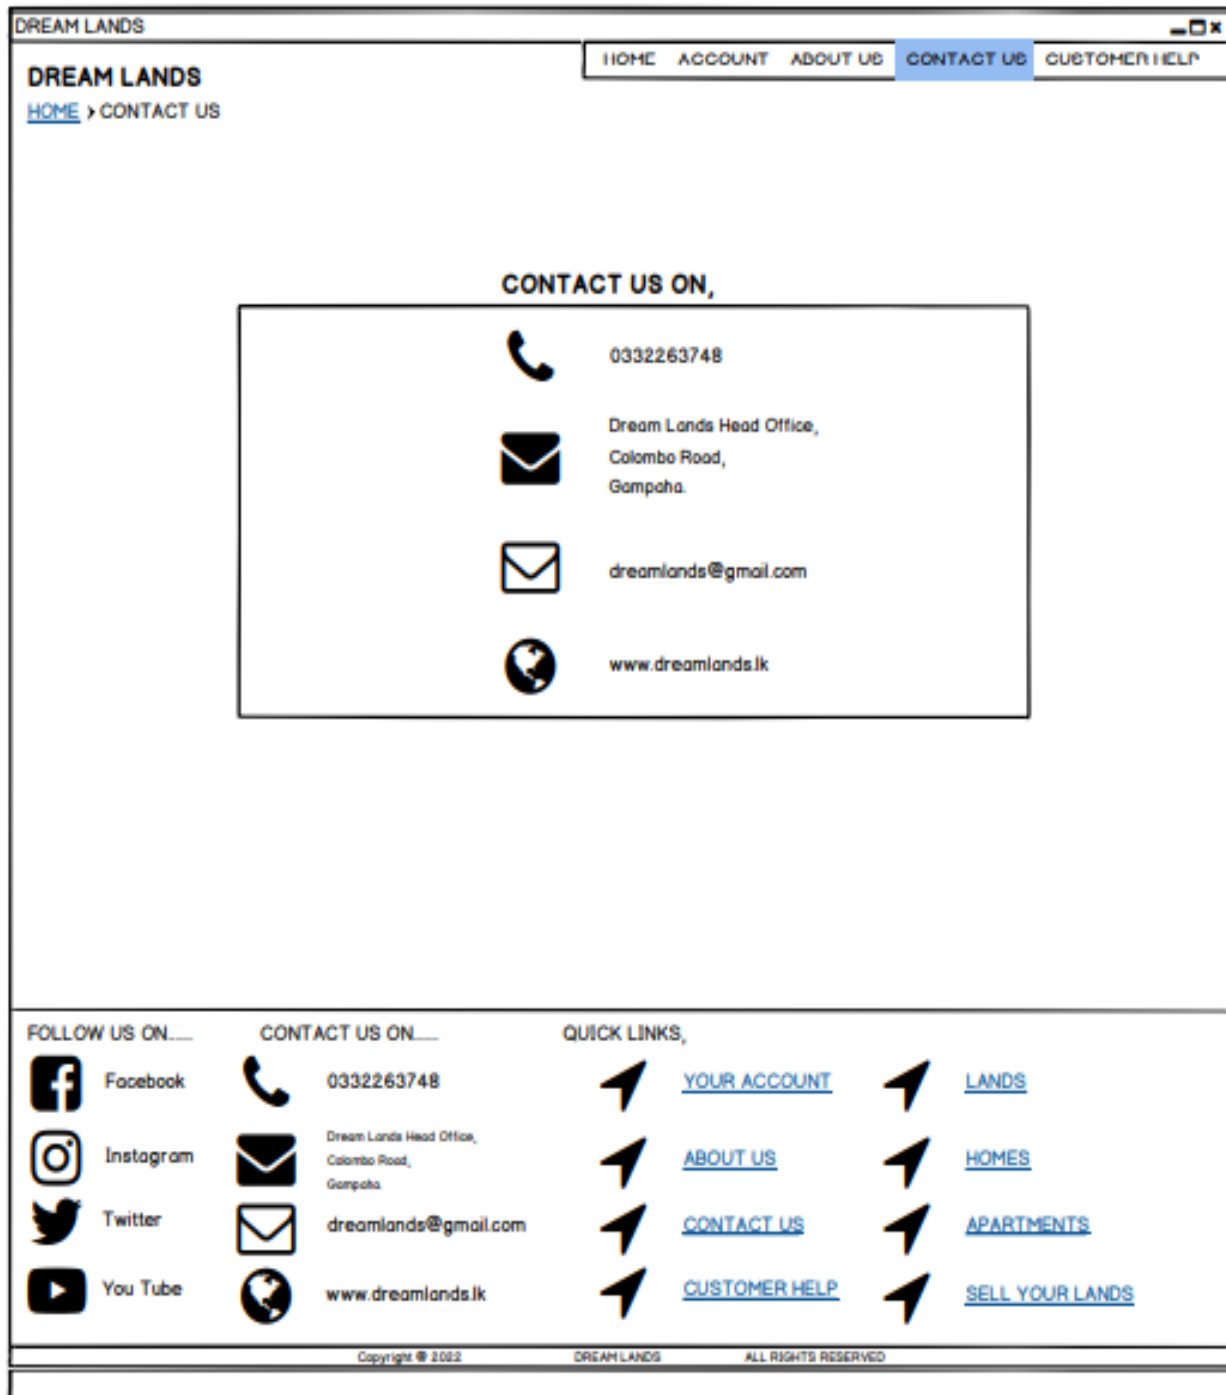 DREAM LANDS
HOME ACCOUNT ABOUT US CONTACT US CUSTOMER HELP
DREAM LANDS
HOME > CONTACT US
CONTACT US ON,
0332263748
Dream Lands Head Office,
Colombo Road,
Gampaha.
dreamlands@gmail.com
www.dreamlands.lk
FOLLOW US ON......
Facebook
Instagram
Twitter
You Tube
CONTACT US ON......
0332263748
Dream Lands Head Office,
Colombo Road,
Gampaha.
dreamlands@gmail.com
www.dreamlands.lk
QUICK LINKS,
YOUR ACCOUNT
ABOUT US
CONTACT US
CUSTOMER HELP
LANDS
HOMES
APARTMENTS
SELL YOUR LANDS
Copyright @ 2022 DREAM LANDS ALL RIGHTS RESERVED